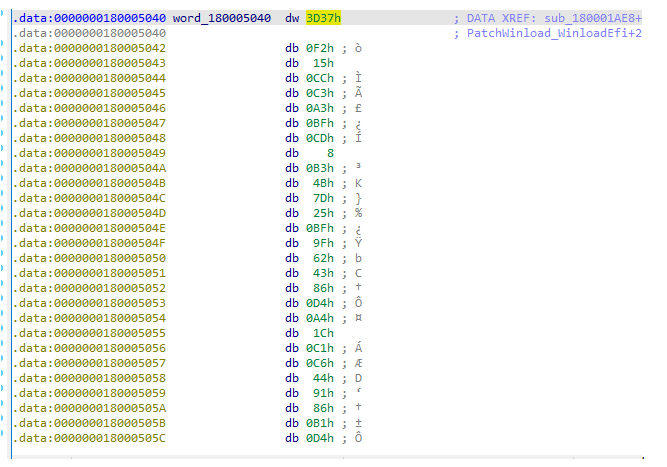 .data:0000000180005040 word_180005040 dw 3D37h ; DATA XREF: sub_180001AE8+
.data:0000000180005040 ; PatchWinload_WinloadEfi+2
.data:0000000180005042 db 0F2h ; ò
.data:0000000180005043 db 15h
.data:0000000180005044 db 0CCh ; Ì
.data:0000000180005045 db 0C3h ; Ã
.data:0000000180005046 db 0A3h ; £
.data:0000000180005047 db 0BFh ; ¿
.data:0000000180005048 db 0CDh ; Í
.data:0000000180005049 db 8
.data:000000018000504A db 0B3h ; ³
.data:000000018000504B db 4Bh ; K
.data:000000018000504C db 7Dh ; }
.data:000000018000504D db 25h ; %
.data:000000018000504E db 0BFh ; ¿
.data:000000018000504F db 9Fh ; Ÿ
.data:0000000180005050 db 62h ; b
.data:0000000180005051 db 43h ; C
.data:0000000180005052 db 86h ; †
.data:0000000180005053 db 0D4h ; Ô
.data:0000000180005054 db 0A4h ; ¤
.data:0000000180005055 db 1Ch
.data:0000000180005056 db 0C1h ; Á
.data:0000000180005057 db 0C6h ; Æ
.data:0000000180005058 db 44h ; D
.data:0000000180005059 db 91h ; ‘
.data:000000018000505A db 86h ; †
.data:000000018000505B db 0B1h ; ±
.data:000000018000505C db 0D4h ; Ô